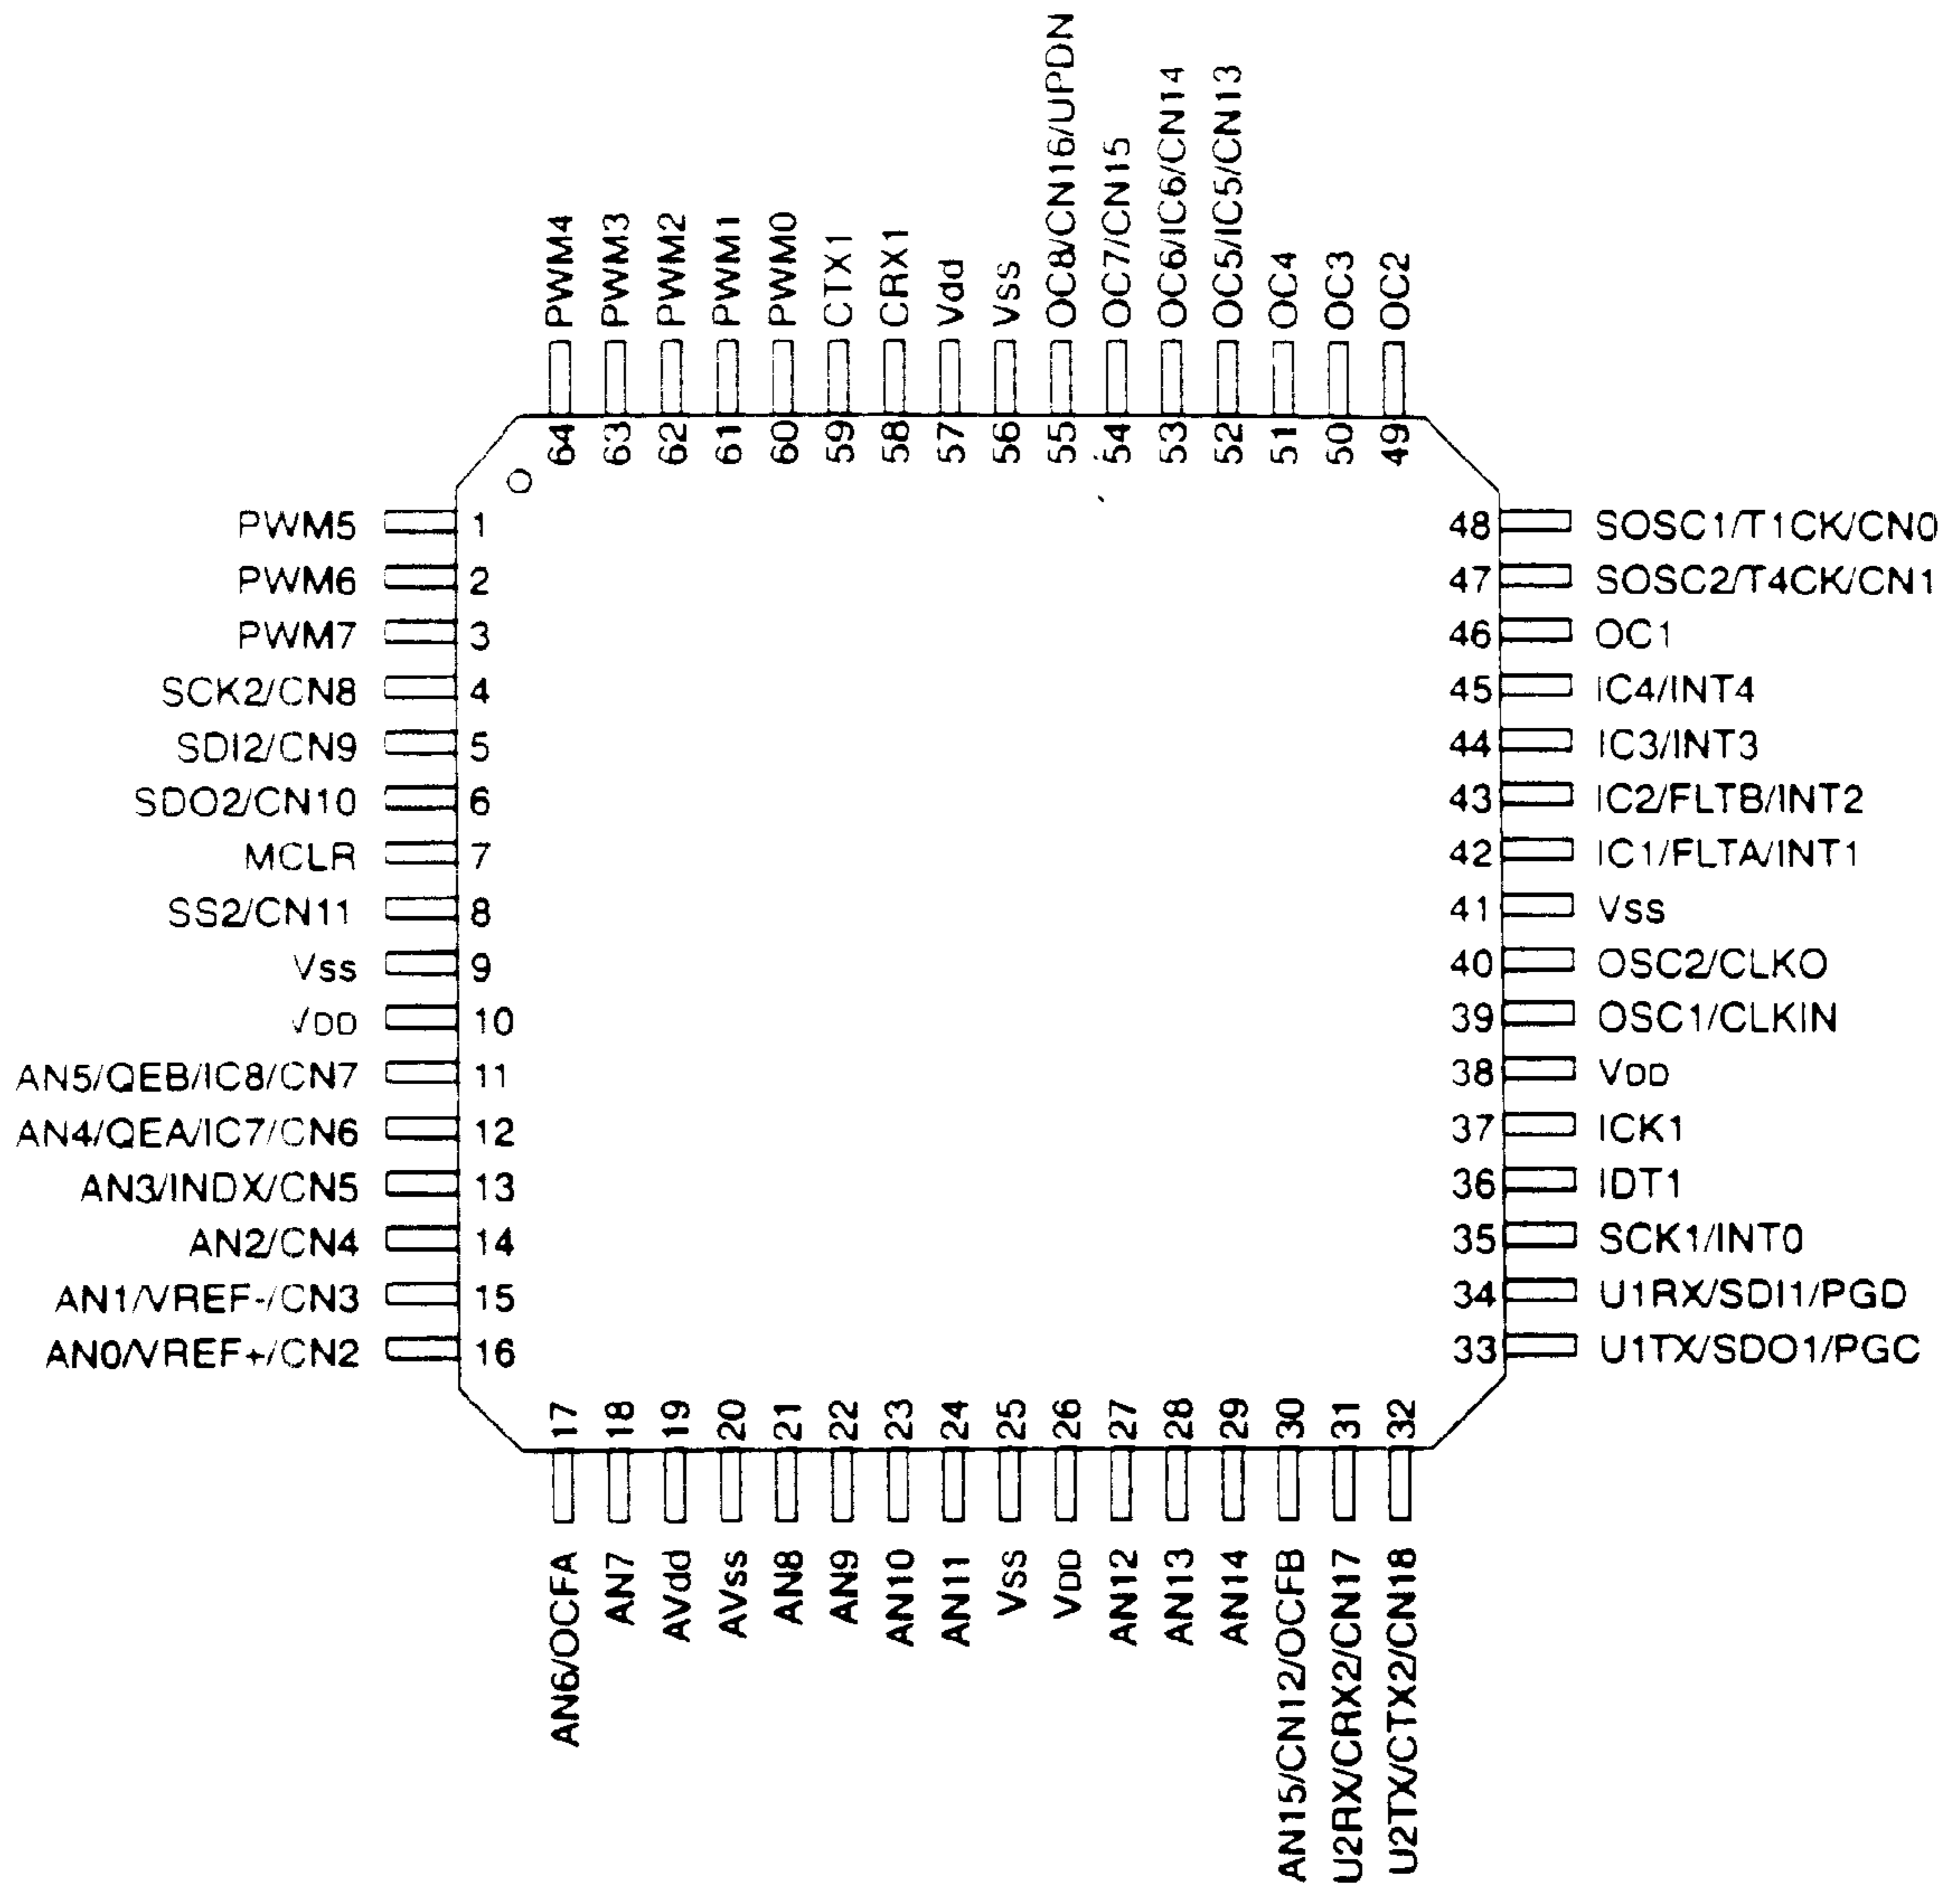 PWM4
PWM3
PWM2
PWM1
PWM0
CTX1
CRX1
Vdd
Vss
OC8/CN16/UPDN
OC7/CN15
OC6/IC6/CN14
OC5/IC5/CN13
OC4
OC3
OC2
64
63
62
61
60
59
58
57
56
55
54
53
52
51
50
49
PWM5 1
PWM6 2
PWM7 3
SCK2/CN8 4
SDI2/CN9 5
SDO2/CN10 6
MCLR 7
SS2/CN11 8
Vss 9
VDD 10
AN5/QEB/IC8/CN7 11
AN4/QEA/IC7/CN6 12
AN3/INDX/CN5 13
AN2/CN4 14
AN1/VREF-/CN3 15
AN0/VREF+/CN2 16
48 SOSC1/T1CK/CN0
47 SOSC2/T4CK/CN1
46 OC1
45 IC4/INT4
44 IC3/INT3
43 IC2/FLTB/INT2
42 IC1/FLTA/INT1
41 Vss
40 OSC2/CLKO
39 OSC1/CLKIN
38 VDD
37 ICK1
36 IDT1
35 SCK1/INT0
34 U1RX/SDI1/PGD
33 U1TX/SDO1/PGC
17
18
19
20
21
22
23
24
25
26
27
28
29
30
31
32
AN6/OCFA
AN7
AVdd
AVss
AN8
AN9
AN10
AN11
Vss
VDD
AN12
AN13
AN14
AN15/CN12/OCFB
U2RX/CRX2/CN17
U2TX/CTX2/CN18